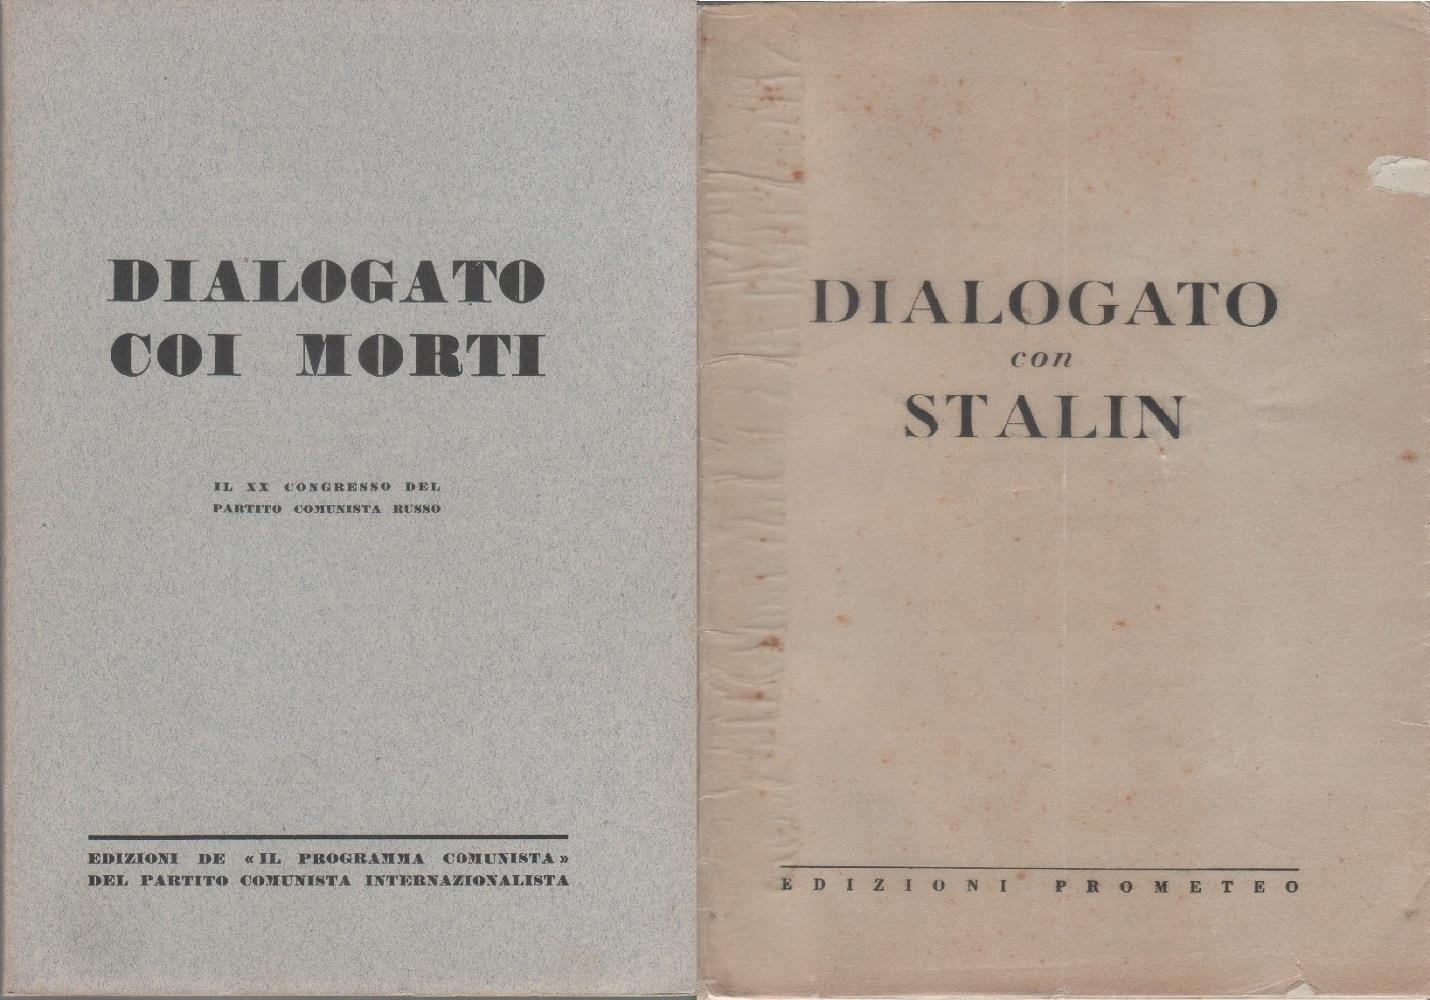 DIALOGATO
COI MORTI
IL XX CONGRESSO DEL
PARTITO COMUNISTA RUSSO
EDIZIONI DE « IL PROGRAMMA COMUNISTA »
DEL PARTITO COMUNISTA INTERNAZIONALISTA
DIALOGATO
con
STALIN
EDIZIONI PROMETEO